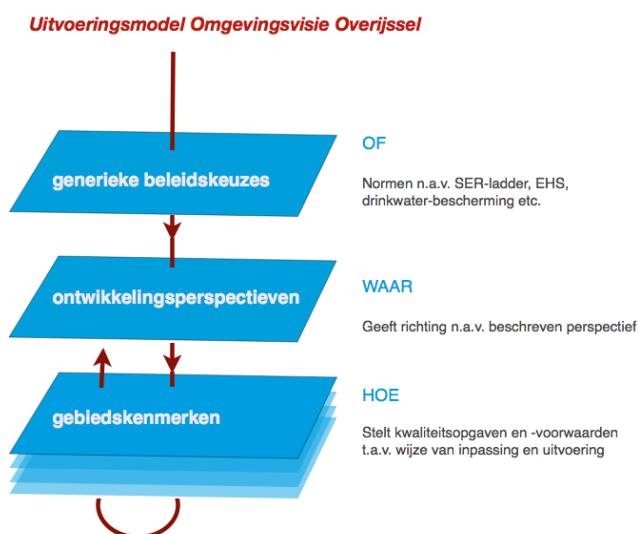 Uitvoeringsmodel Omgevingsvisie Overijssel
generieke beleidskeuzes
OF
Normen n.a.v. SER-ladder, EHS,
drinkwater-bescherming etc.
ontwikkelingsperspectieven
WAAR
Geeft richting n.a.v. beschreven perspectief
gebiedskenmerken
HOE
Stelt kwaliteitsopgaven en -voorwaarden
t.a.v. wijze van inpassing en uitvoering